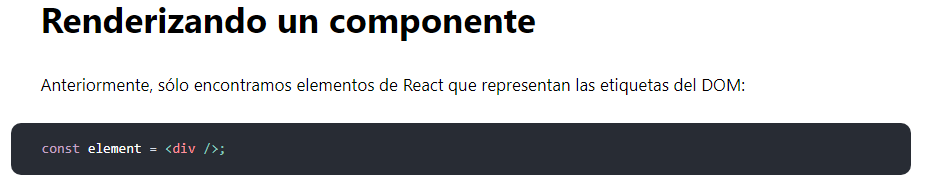 Renderizando un componente
Anteriormente, sólo encontramos elementos de React que representan las etiquetas del DOM:
const element = <div />;